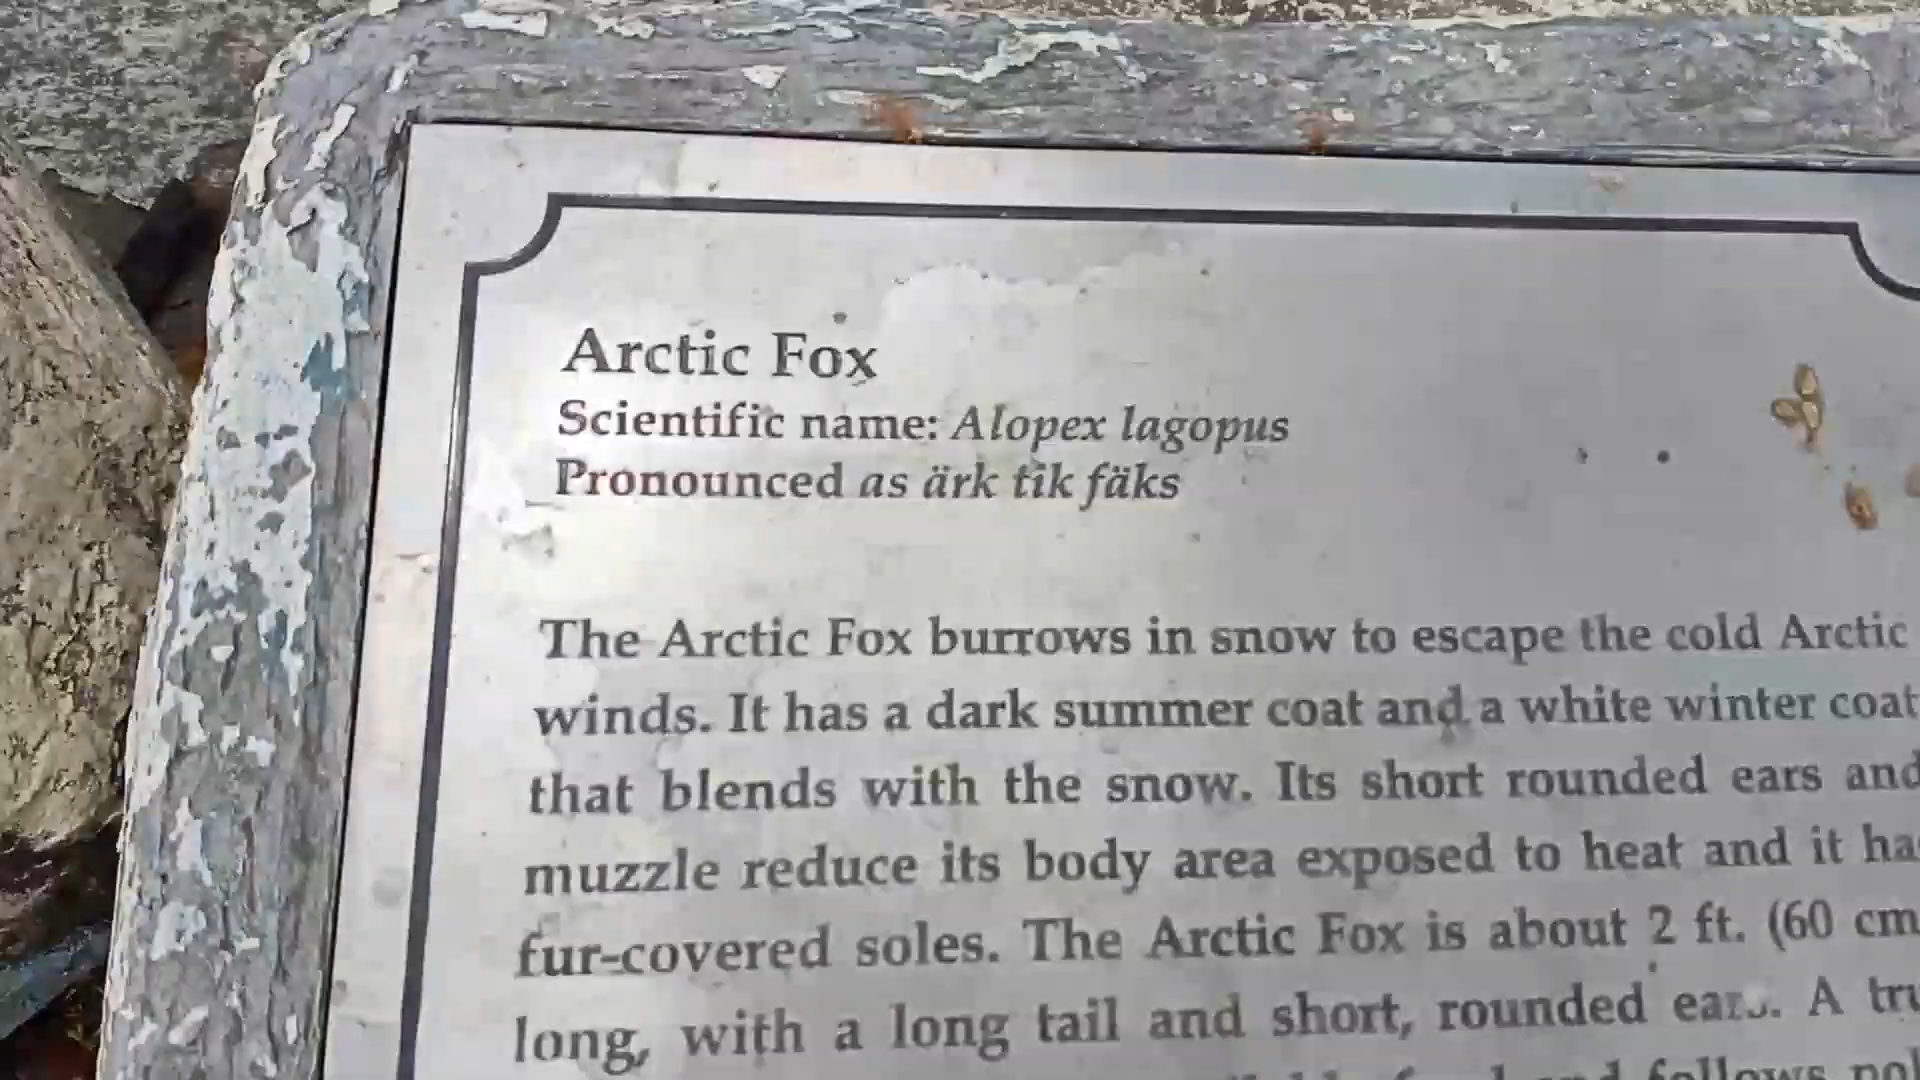 Arctic Fox
Scientific name: Alopex lagopus
Pronounced as ärk tik fäks
The Arctic Fox burrows in snow to escape the cold Arctic
winds. It has a dark summer coat and a white winter coat
that blends with the snow. Its short rounded ears and
muzzle reduce its body area exposed to heat and it has
fur-covered soles. The Arctic Fox is about 2 ft. (60 cm
long, with a long tail and short, rounded ears. A
and follows